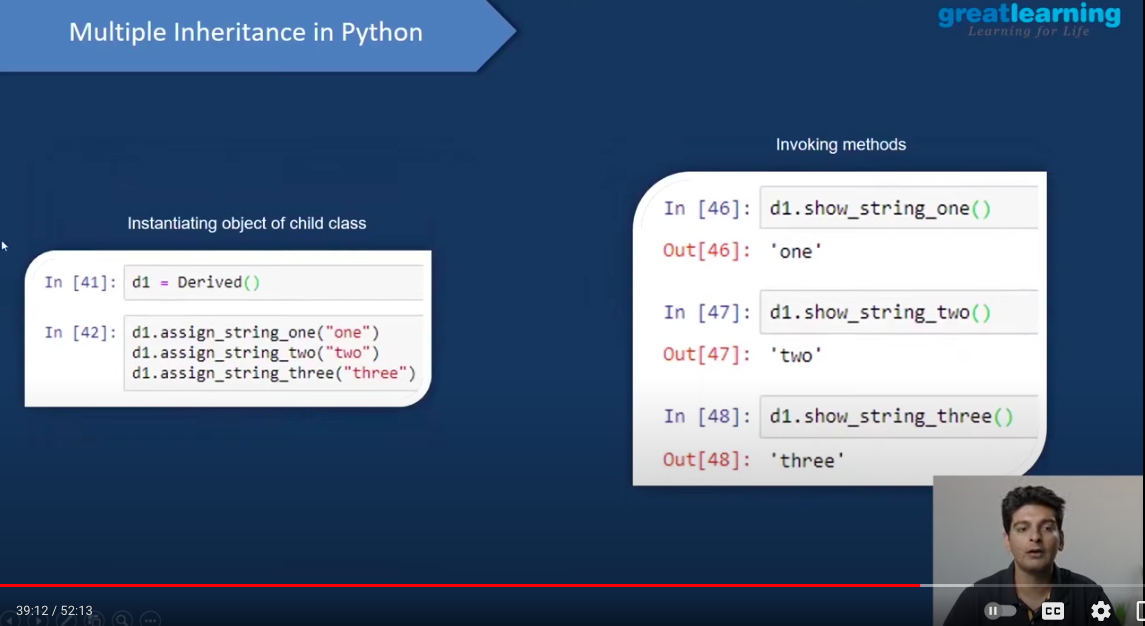 Multiple Inheritance in Python
greatlearning
Learning for Life
Instantiating object of child class
In [41]: d1 = Derived()
In [42]: d1.assign_string_one("one")
d1.assign_string_two("two")
d1.assign_string_three("three")
Invoking methods
In [46]: d1.show_string_one()
Out[46]: 'one'
In [47]: d1.show_string_two()
Out[47]: 'two'
In [48]: d1.show_string_three()
Out[48]: 'three'
39:12 / 52:13
CC